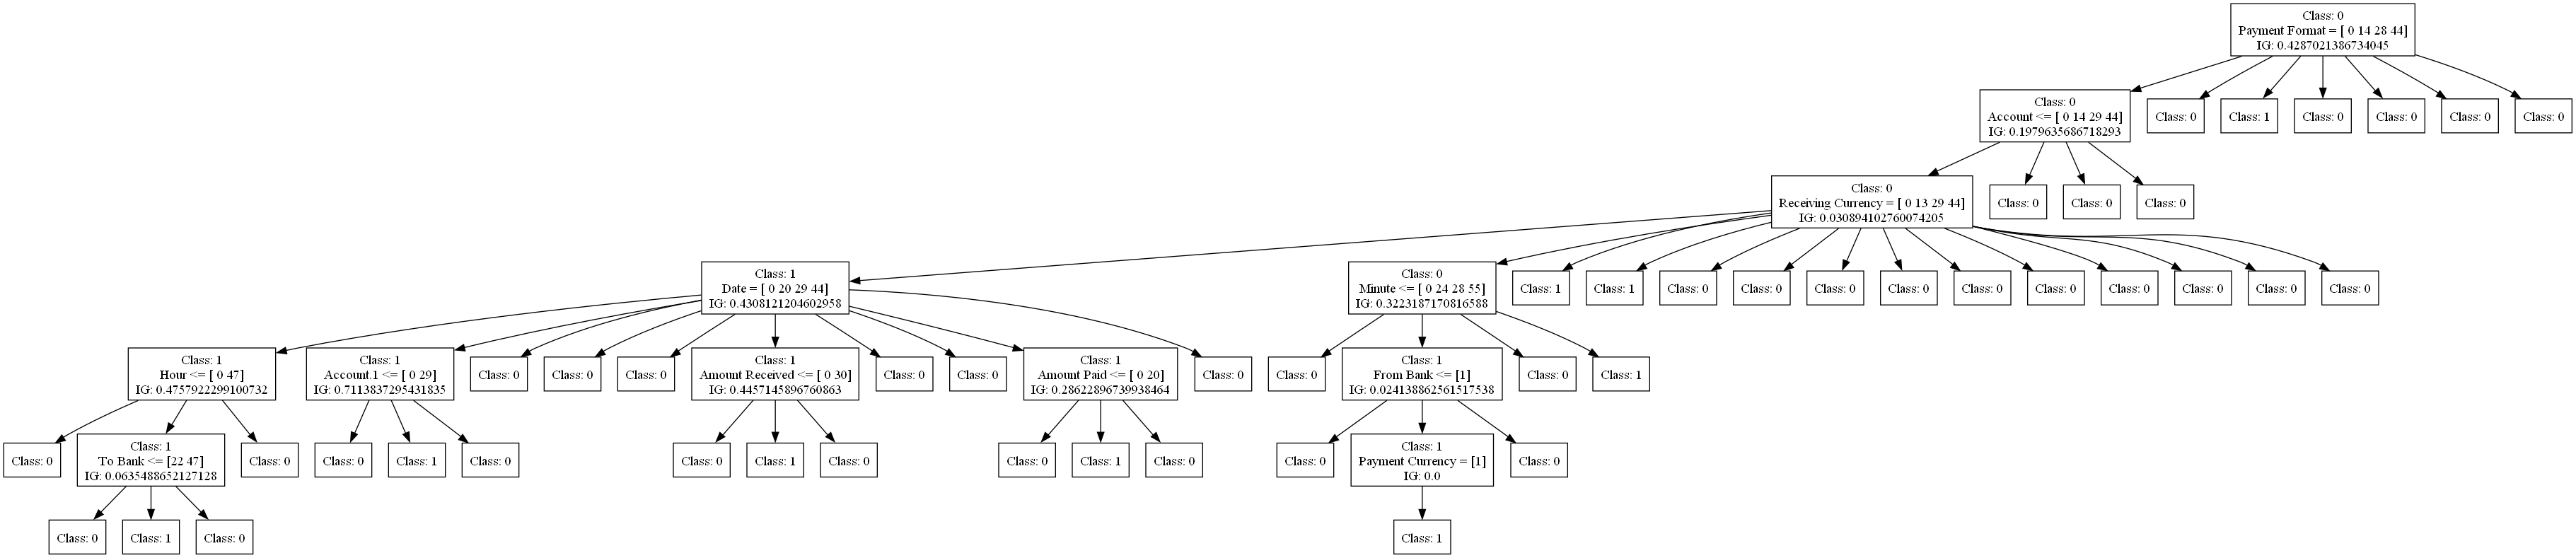 Class: 0
Payment Format = [ 0 14 28 44]
IG: 0.4287021386734045
Class: 0
Account <= [ 0 14 29 44]
IG: 0.1979635686718293
Class: 0
Class: 1
Class: 0
Class: 0
Class: 0
Class: 0
Class: 0
Receiving Currency = [ 0 13 29 44]
IG: 0.030894102760074205
Class: 0
Class: 0
Class: 0
Class: 1
Date = [ 0 20 29 44]
IG: 0.4308121204602958
Class: 0
Minute <= [ 0 24 28 55]
IG: 0.3223187170816588
Class: 1
Class: 1
Class: 0
Class: 0
Class: 0
Class: 0
Class: 0
Class: 0
Class: 0
Class: 0
Class: 0
Class: 0
Class: 1
Hour <= [ 0 47]
IG: 0.4757922299100732
Class: 1
Account.1 <= [ 0 29]
IG: 0.7113837295431835
Class: 0
Class: 0
Class: 0
Class: 1
Amount Received <= [ 0 30]
IG: 0.4457145896760863
Class: 0
Class: 0
Class: 1
Amount Paid <= [ 0 20]
IG: 0.28622896739938464
Class: 0
Class: 0
Class: 1
From Bank <= [1]
IG: 0.024138862561517538
Class: 0
Class: 1
Class: 0
Class: 1
To Bank <= [22 47]
IG: 0.0635488652127128
Class: 0
Class: 0
Class: 1
Class: 0
Class: 0
Class: 1
Class: 0
Class: 0
Class: 1
Class: 0
Class: 0
Class: 1
Payment Currency = [1]
IG: 0.0
Class: 0
Class: 0
Class: 1
Class: 0
Class: 1